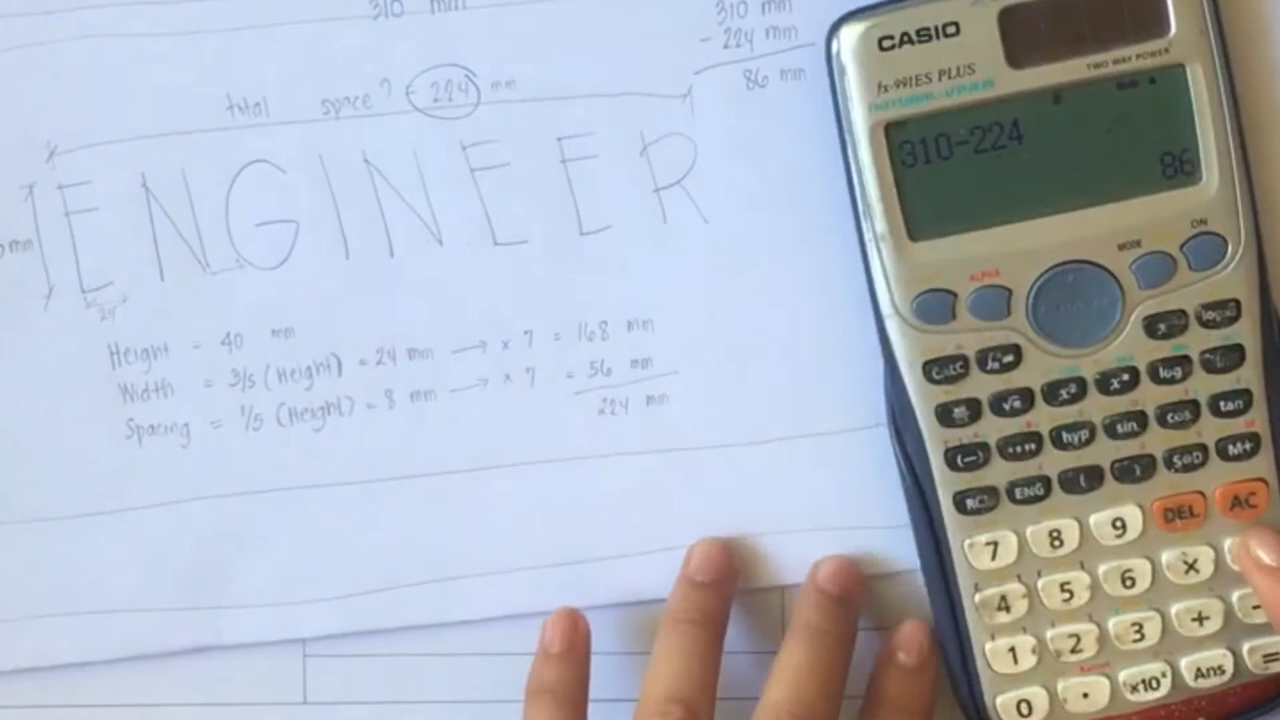 310 mm
310 mm
- 224 mm
86 mm
total space? - 224 mm
ENGINEER
24
Height = 40 mm
Width = 3/5 (Height) = 24 mm → x 7 = 168 mm
Spacing = 1/5 (Height) = 8 mm → x 7 = 56 mm
224 mm
CASIO
fx-991ES PLUS
NATURAL-V.P.A.M.
TWO WAY POWER
310-224
86
ALPHA MODE ON
CALC
x² log
(-) hyp sin cos tan
RCL ENG ( ) S⇔D M+
7 8 9 DEL AC
4 5 6 ×
1 2 3 + -
0 . ×10ˣ Ans =